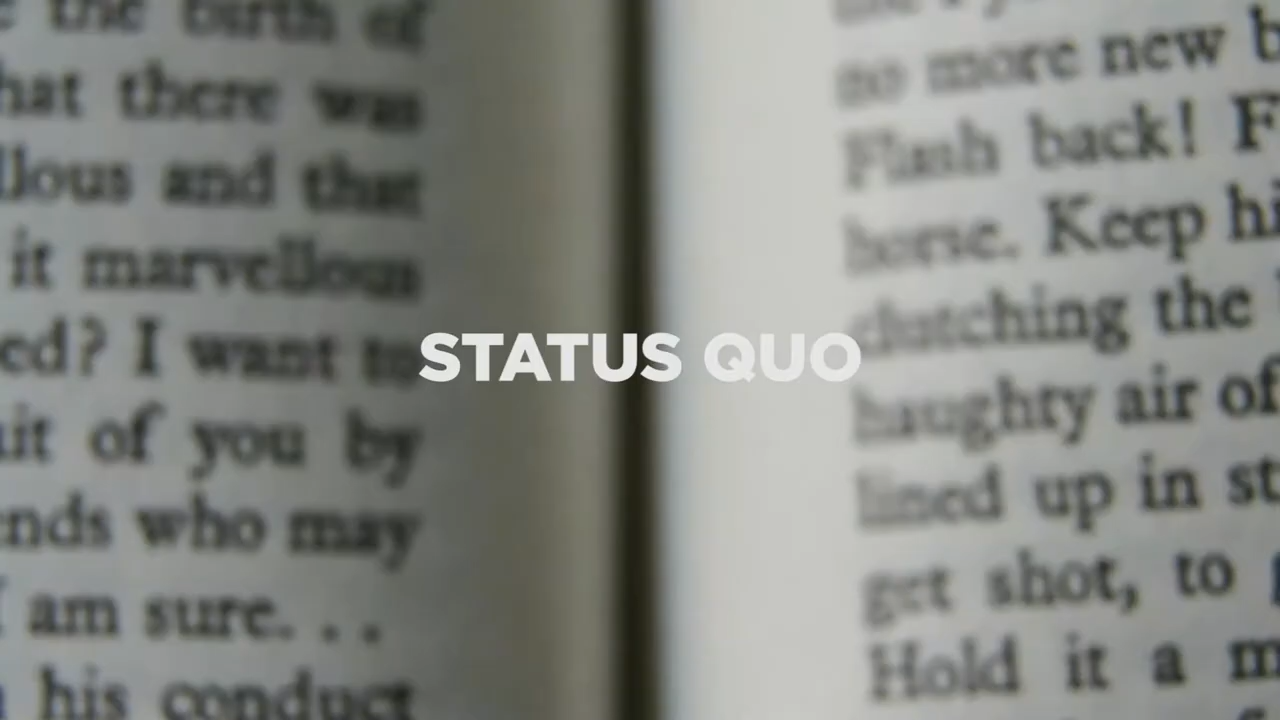 the birth of
hat there was
llous and that
it marvellous
ed? I want to
uit of you by
ends who may
I am sure. . .
his conduct
STATUS QUO
no more new b
Flash back! F
horse. Keep hi
clutching the
haughty air of
lined up in st
get shot, to
Hold it a m